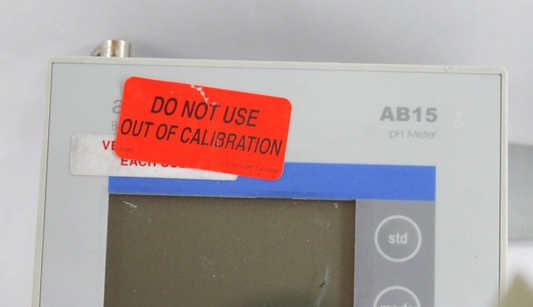 DO NOT USE
OUT OF CALIBRATION
AB15
pH Meter
EACH
std